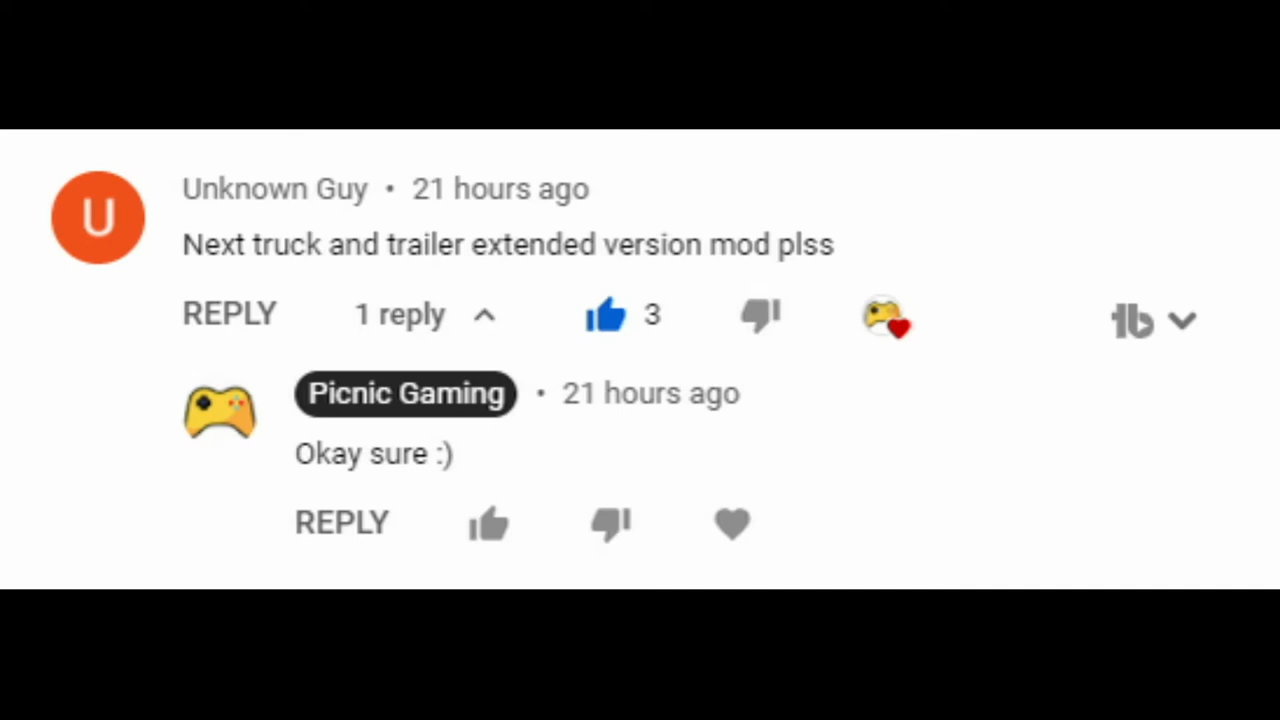 U
Unknown Guy • 21 hours ago
Next truck and trailer extended version mod plss
REPLY 1 reply 3
tb
Picnic Gaming • 21 hours ago
Okay sure :)
REPLY